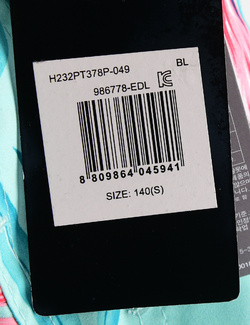 H232PT378P-049 BL
986778-EDL
8 809864 045941
SIZE: 140(S)